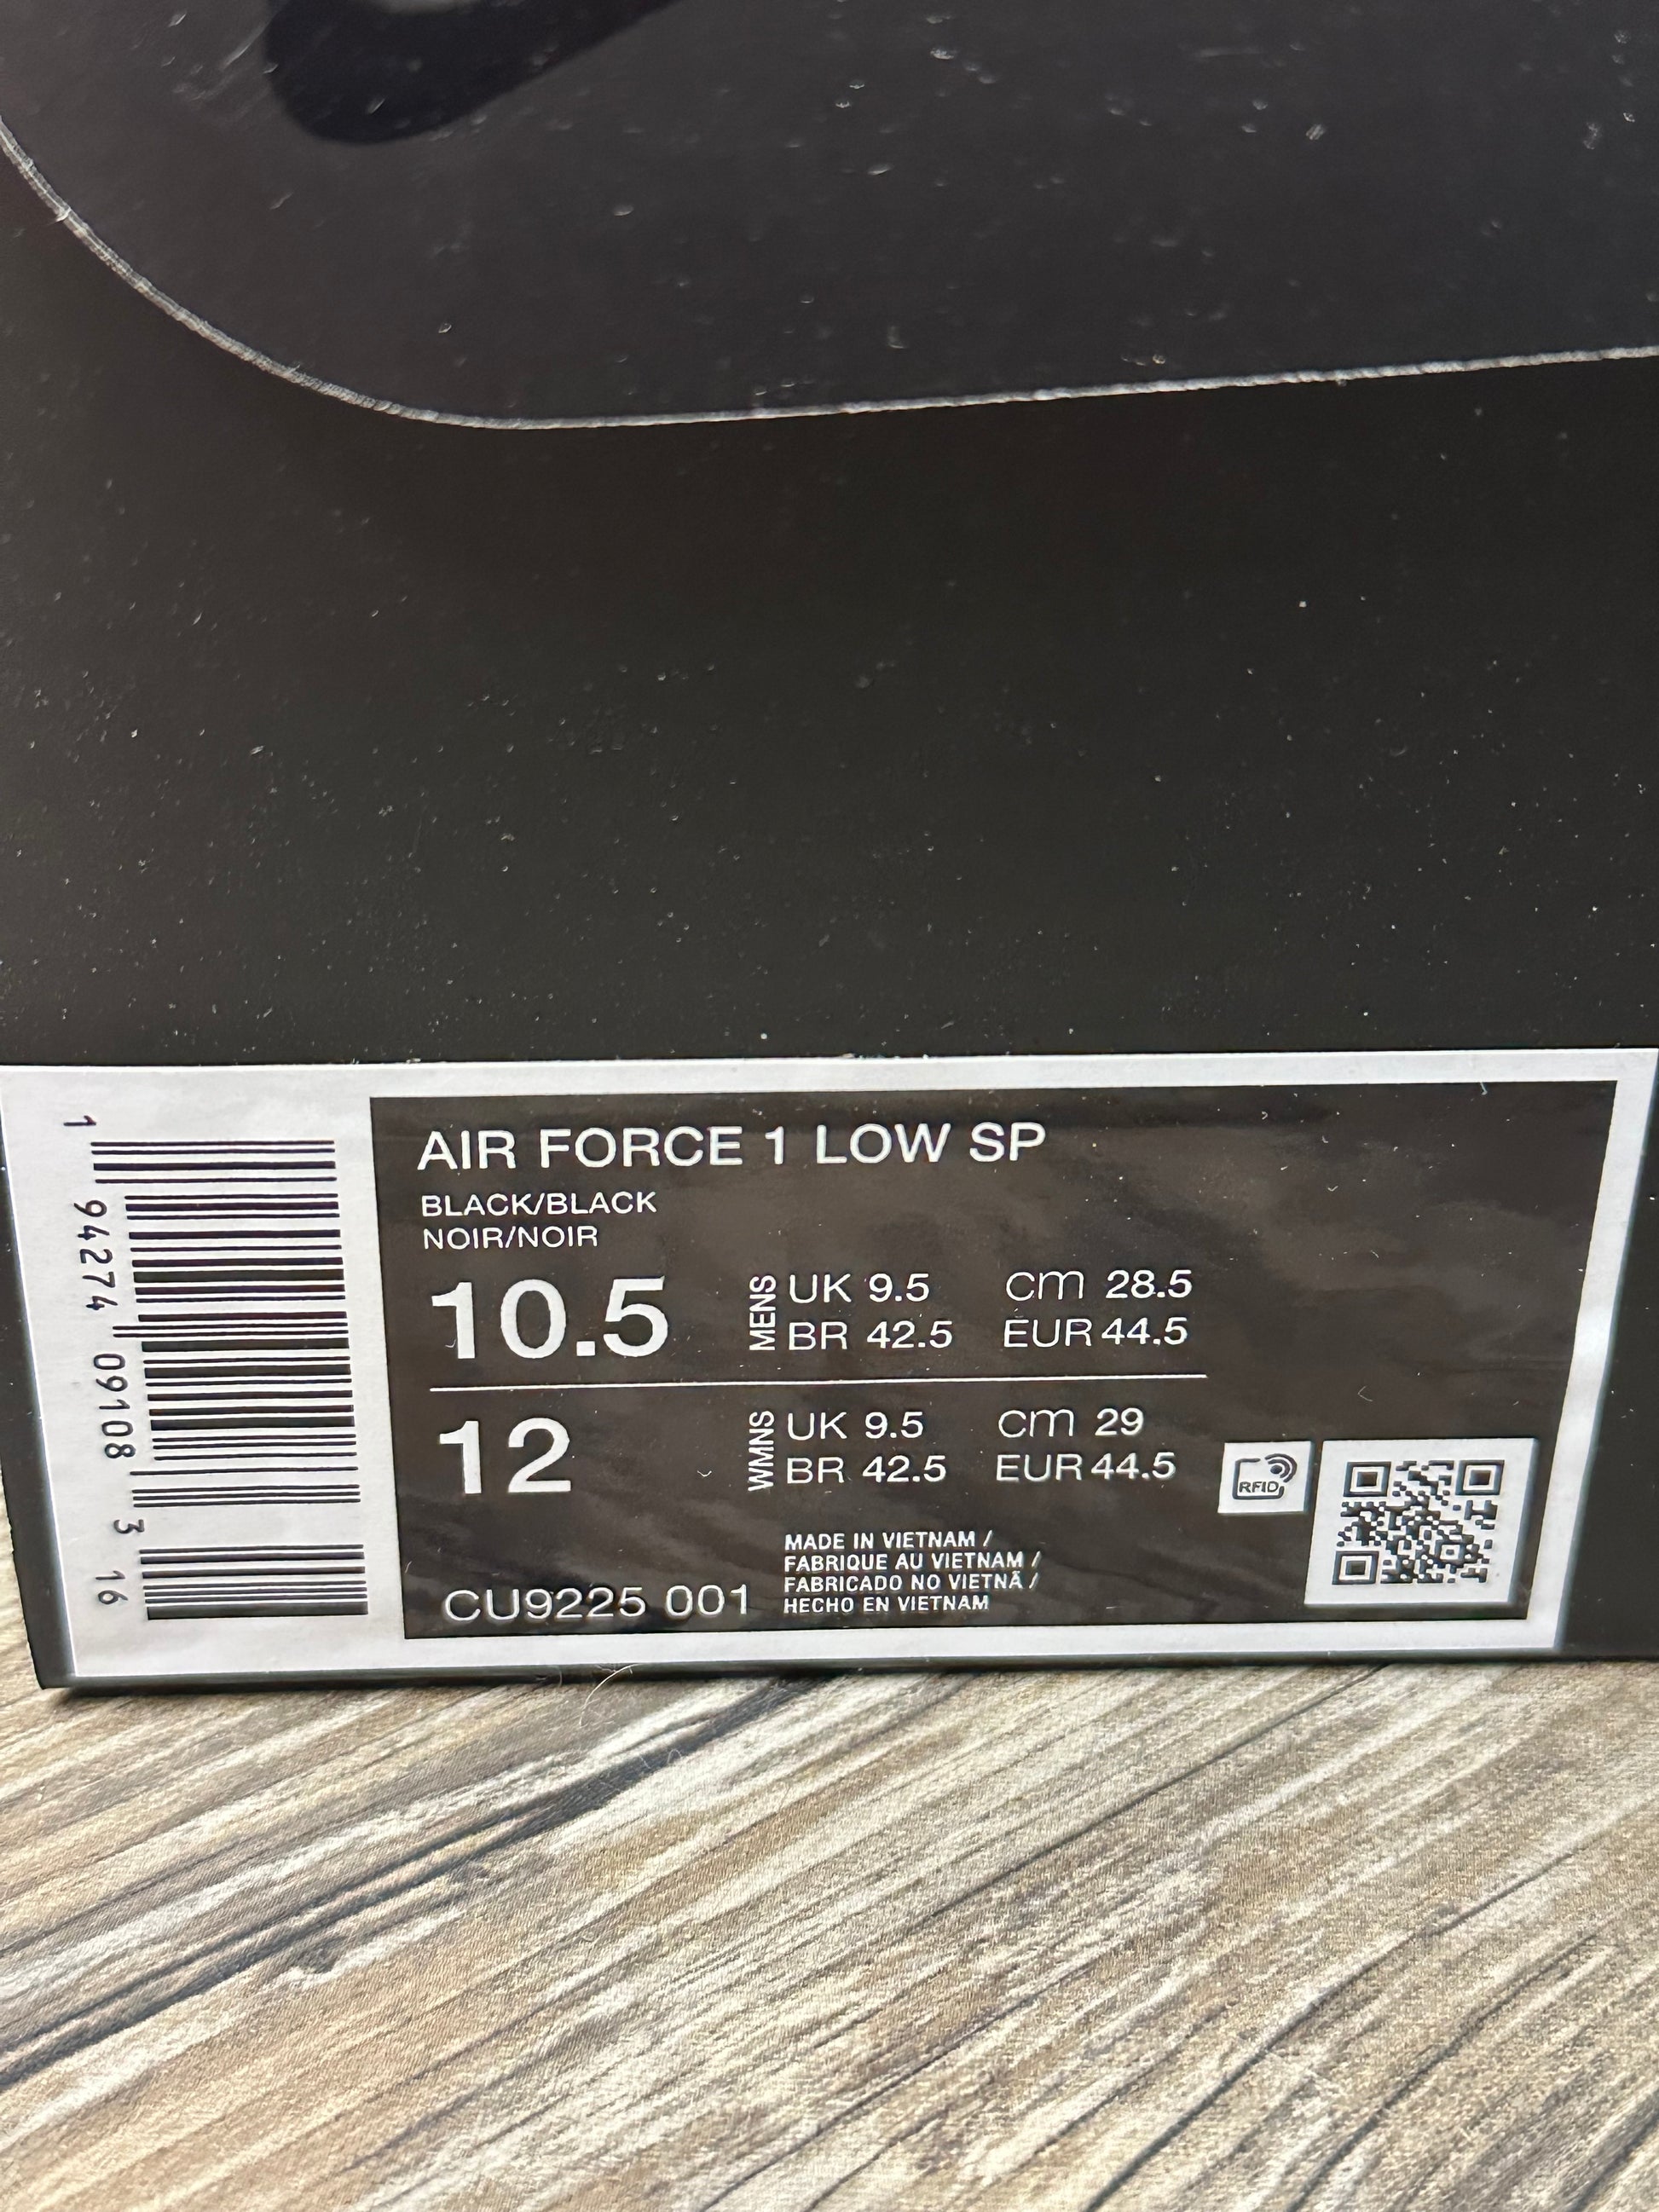 AIR FORCE 1 LOW SP
BLACK/BLACK
NOIR/NOIR
10.5
MENS
UK 9.5 cm 28.5
BR 42.5 EUR 44.5
12
WMNS
UK 9.5 cm 29
BR 42.5 EUR 44.5
RFID
CU9225 001
MADE IN VIETNAM /
FABRIQUE AU VIETNAM /
FABRICADO NO VIETNÃ /
HECHO EN VIETNAM
1 94274 09108 3 16